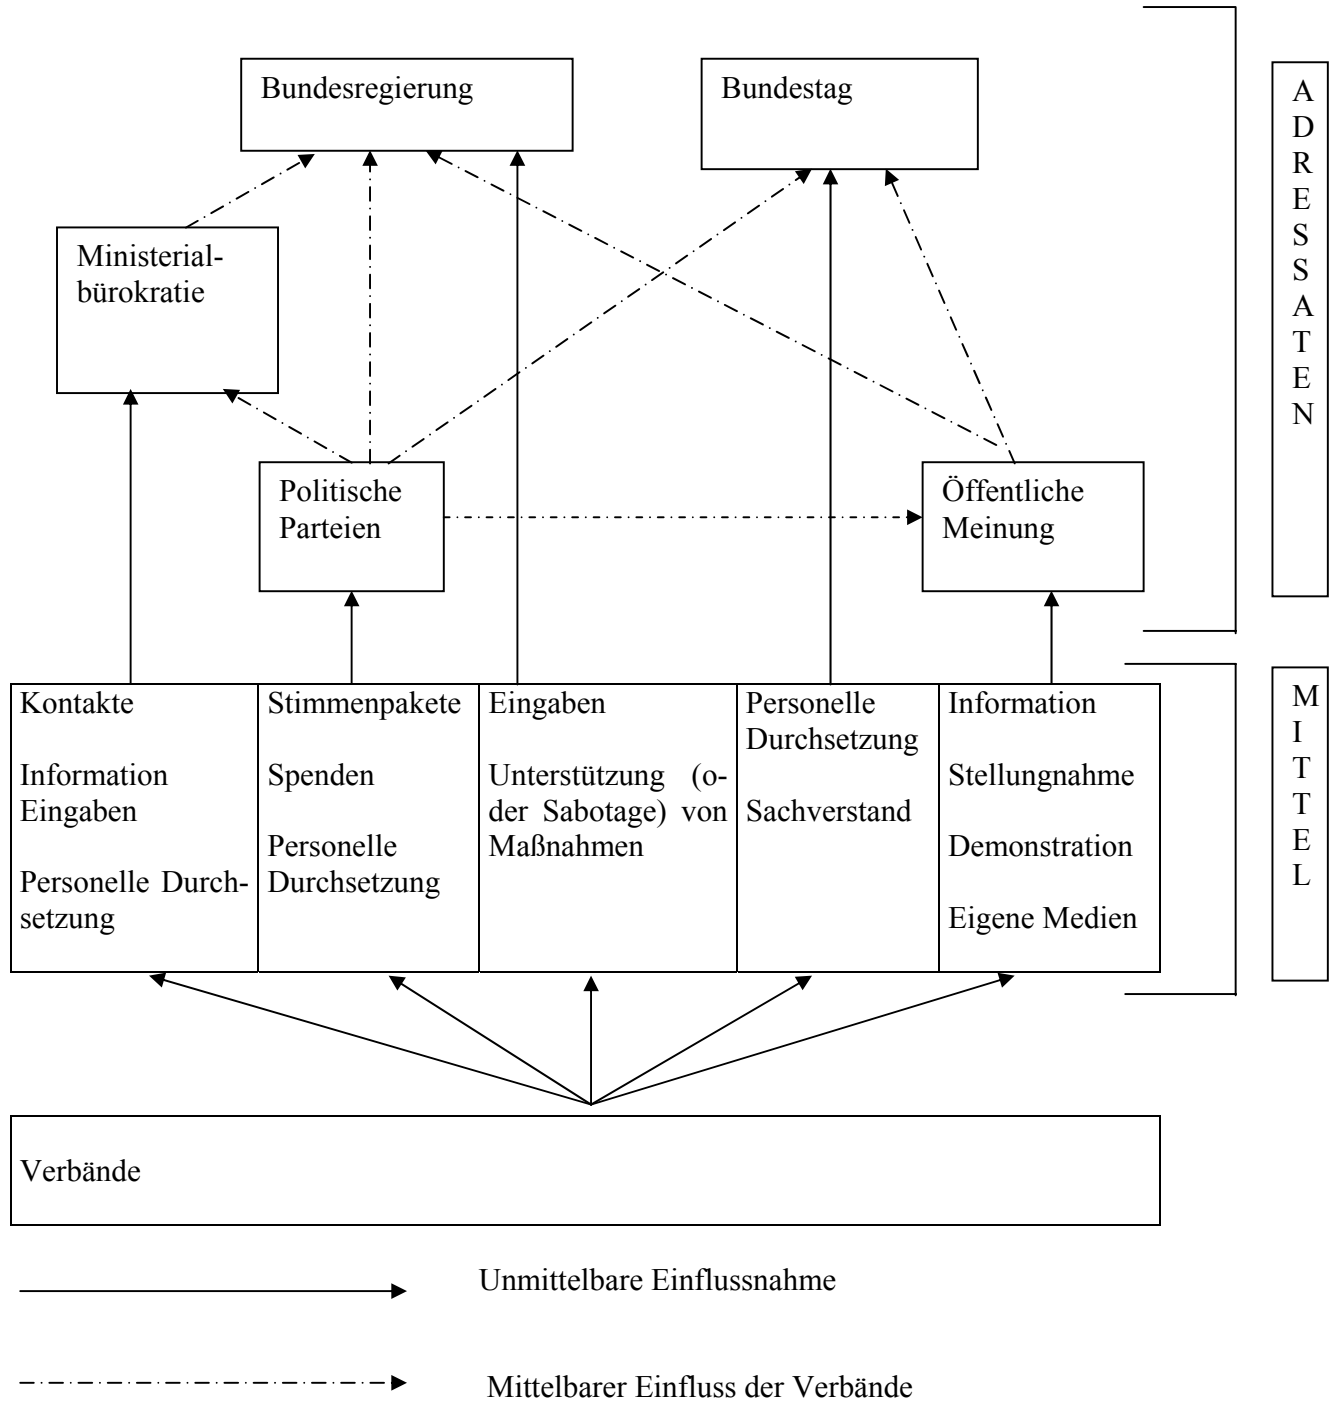 Bundesregierung
Bundestag
Ministerial-
bürokratie
Politische
Parteien
Öffentliche
Meinung
A
D
R
E
S
S
A
T
E
N
Kontakte
Information
Eingaben
Personelle Durch-
setzung
Stimmenpakete
Spenden
Personelle
Durchsetzung
Eingaben
Unterstützung (o-
der Sabotage) von
Maßnahmen
Personelle
Durchsetzung
Sachverstand
Information
Stellungnahme
Demonstration
Eigene Medien
M
I
T
T
E
L
Verbände
Unmittelbare Einflussnahme
Mittelbarer Einfluss der Verbände